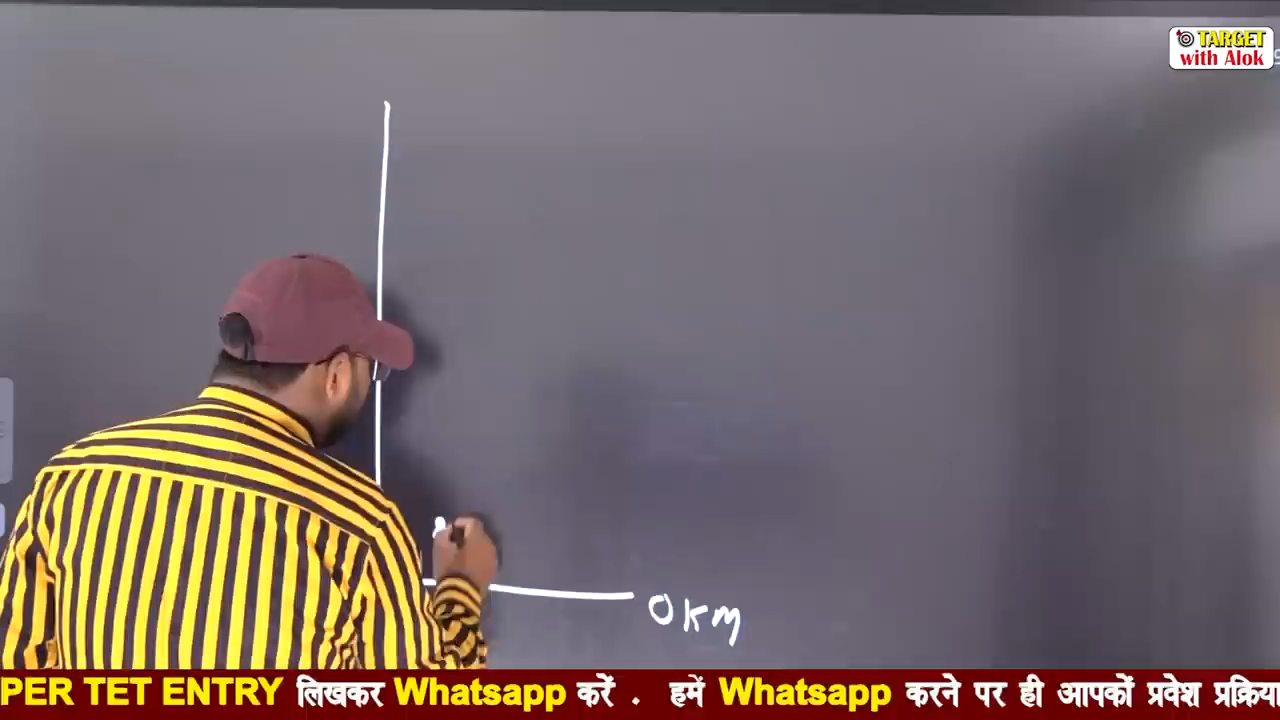 TARGET
with Alok
0 KM
PER TET ENTRY लिखकर Whatsapp करें . हमें Whatsapp करने पर ही आपकों प्रवेश प्रक्रिया